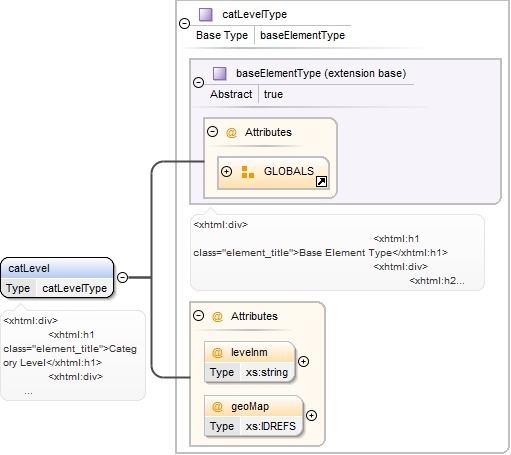 catLevelType
Base Type baseElementType
baseElementType (extension base)
Abstract true
@ Attributes
GLOBALS
<xhtml:div>
<xhtml:h1
class="element_title">Base Element Type</xhtml:h1>
<xhtml:div>
<xhtml:h2...
catLevel
Type catLevelType
<xhtml:div>
<xhtml:h1
class="element_title">Categ
ory Level</xhtml:h1>
<xhtml:div>
...
@ Attributes
@ levelnm
Type xs:string
@ geoMap
Type xs:IDREFS